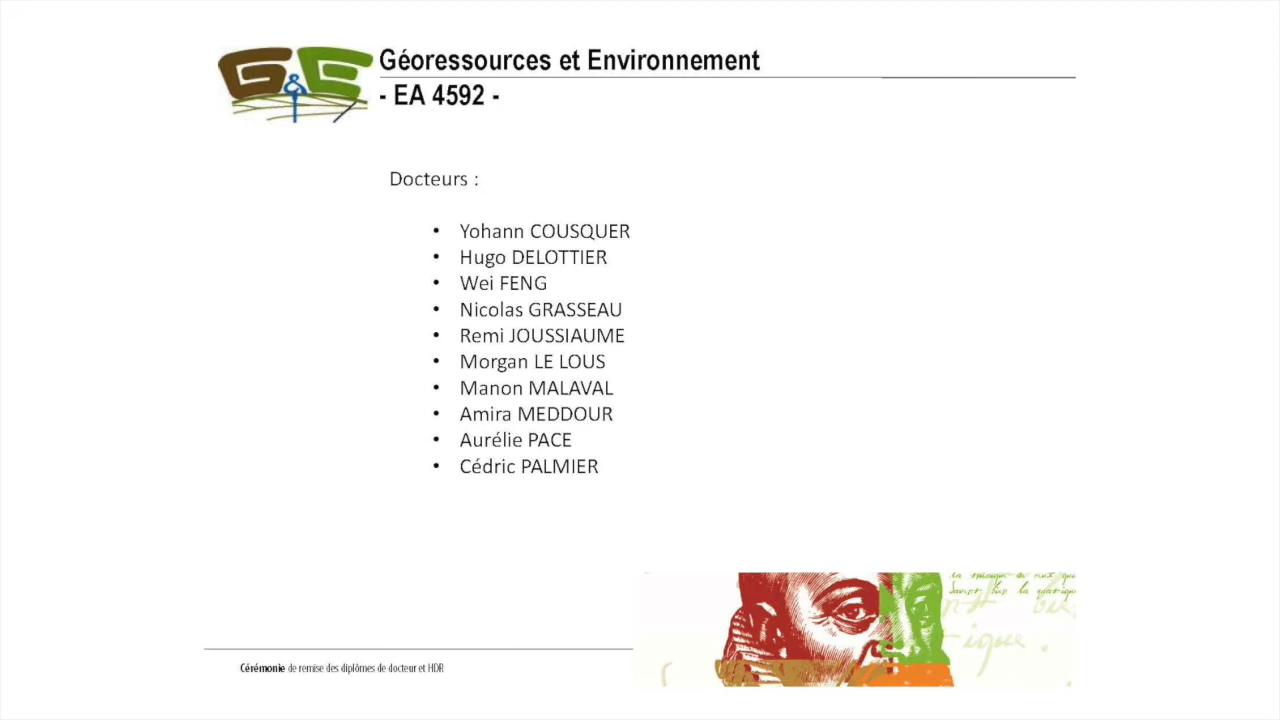 G&E
Géoressources et Environnement
- EA 4592 -
Docteurs :
• Yohann COUSQUER
• Hugo DELOTTIER
• Wei FENG
• Nicolas GRASSEAU
• Remi JOUSSIAUME
• Morgan LE LOUS
• Manon MALAVAL
• Amira MEDDOUR
• Aurélie PACE
• Cédric PALMIER
Cérémonie de remise des diplômes de docteur et HDR